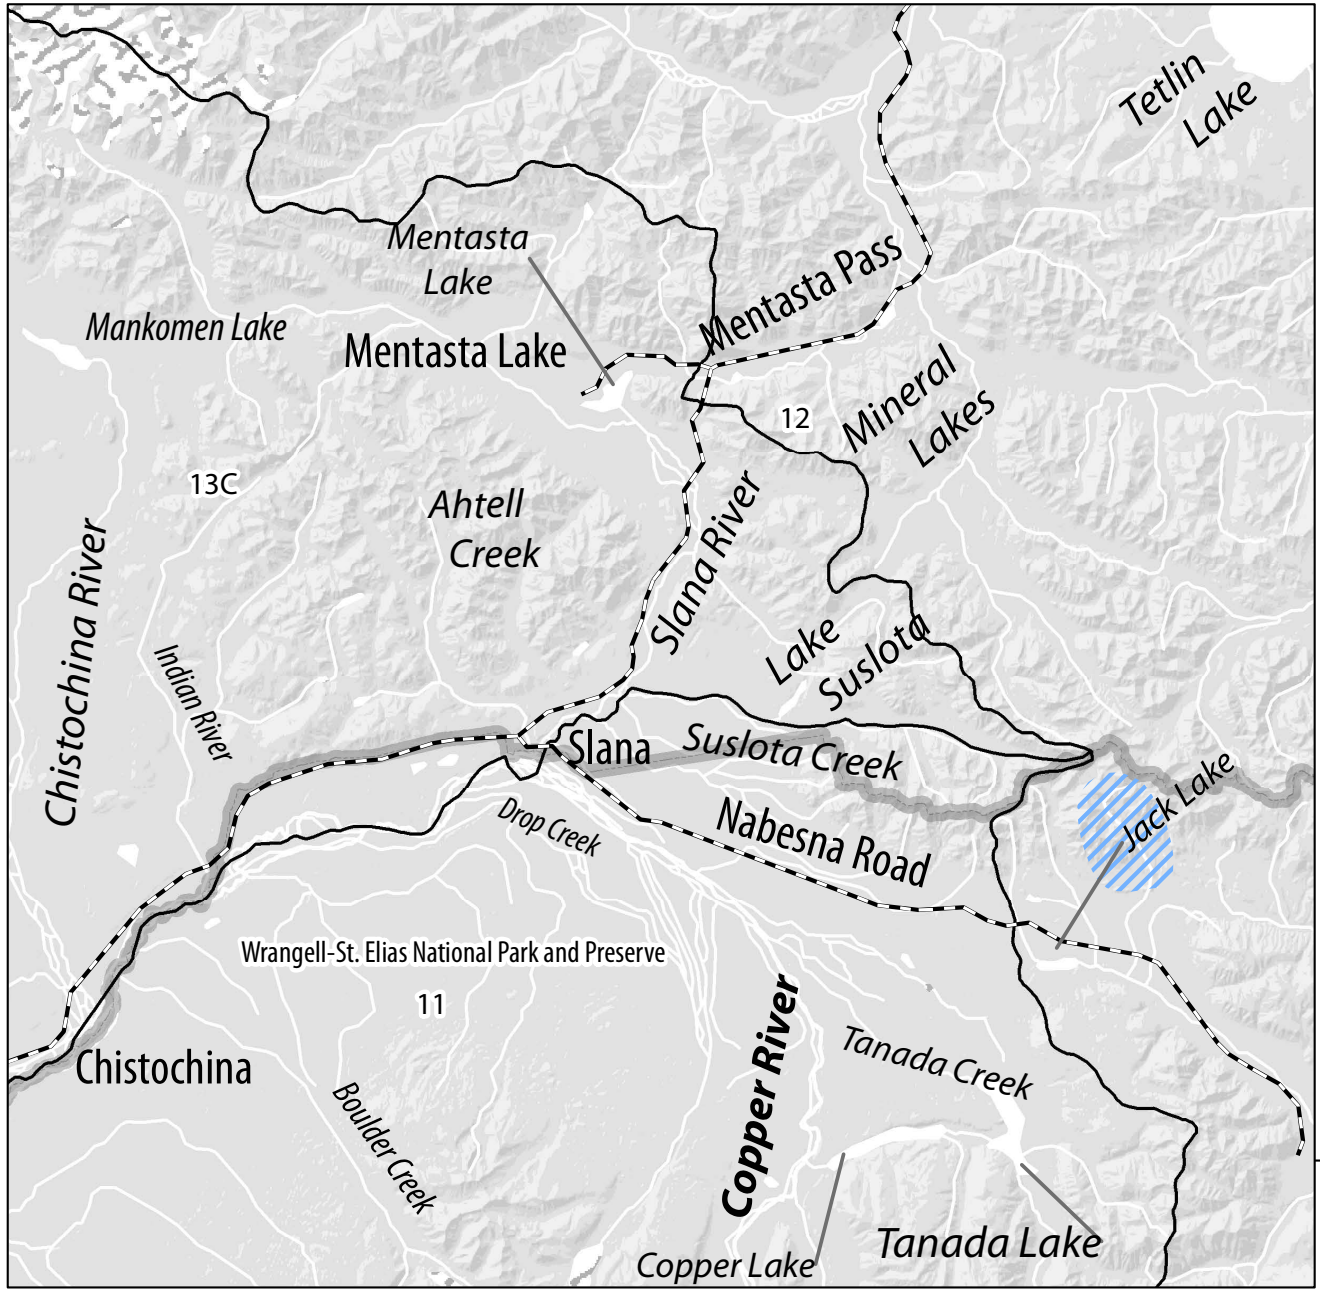 Tetlin
Lake
Mentasta
Lake
Mentasta Pass
Mankomen Lake
Mentasta Lake
Mineral
Lakes
12
13C
Ahtell
Creek
Slana River
Chistochina River
Indian River
Lake
Suslota
Slana
Suslota Creek
Jack Lake
Drop Creek
Nabesna Road
Wrangell-St. Elias National Park and Preserve
11
Copper River
Tanada Creek
Chistochina
Boulder Creek
Tanada Lake
Copper Lake